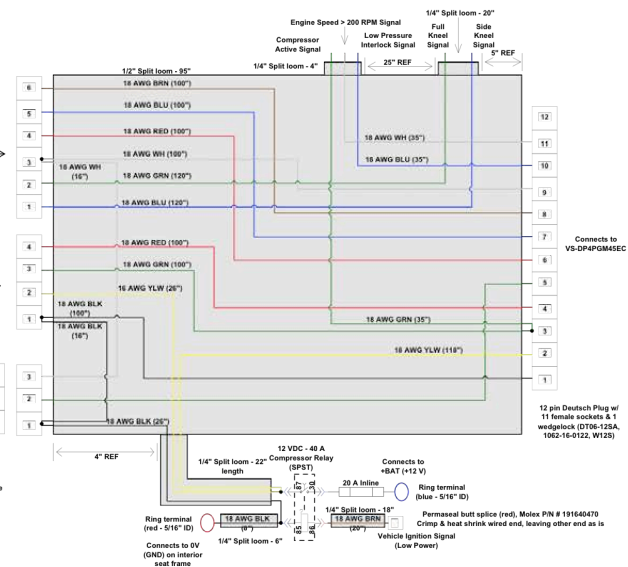 1/4" Split loom - 20"
Engine Speed > 200 RPM Signal
Full Kneel Signal
Side Kneel Signal
Compressor Active Signal
Low Pressure Interlock Signal
5" REF
1/4" Split loom - 4"
25" REF
1/2" Split loom - 95"
6
18 AWG BRN (100")
5
18 AWG BLU (100")
12
4
18 AWG RED (100")
18 AWG WH (35")
11
3
18 AWG WH (100")
18 AWG BLU (35")
10
18 AWG WH (16")
2
18 AWG GRN (120")
9
1
18 AWG BLU (120")
8
7
Connects to VS-DP4PGM45EC
4
18 AWG RED (100")
6
3
18 AWG GRN (100")
5
2
16 AWG YLW (26")
4
18 AWG BLK (100")
1
18 AWG GRN (35")
3
18 AWG BLK (16")
18 AWG YLW (118")
2
3
1
2
12 pin Deutsch Plug w/
11 female sockets & 1
wedgelock (DT06-12SA,
1062-16-0122, W12S)
1
18 AWG BLK (26")
4" REF
12 VDC - 40 A
Compressor Relay
(SPST)
1/4" Split loom - 22"
length
Connects to
+BAT (+12 V)
87
30
20 A Inline
Ring terminal
(blue - 5/16" ID)
1/4" Split loom - 18"
Ring terminal
(red - 5/16" ID)
18 AWG BLK
(8")
85
86
18 AWG BRN
(20")
Permaseal butt splice (red), Molex P/N # 191640470
Crimp & heat shrink wired end, leaving other end as is
1/4" Split loom - 6"
Vehicle Ignition Signal
(Low Power)
Connects to 0V
(GND) on interior
seat frame